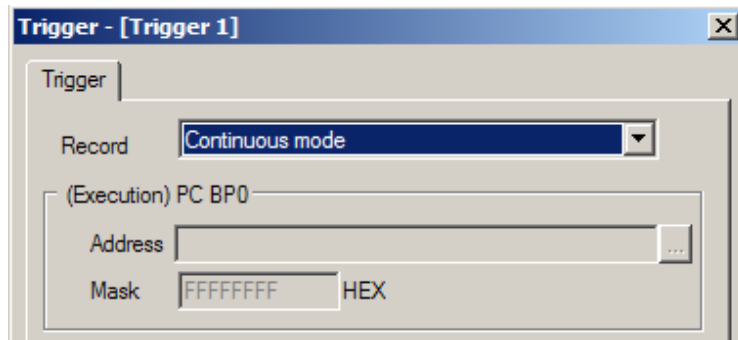 Trigger - [Trigger 1]
Trigger
Record Continuous mode
(Execution) PC BP0
Address ...
Mask FFFFFFFF HEX